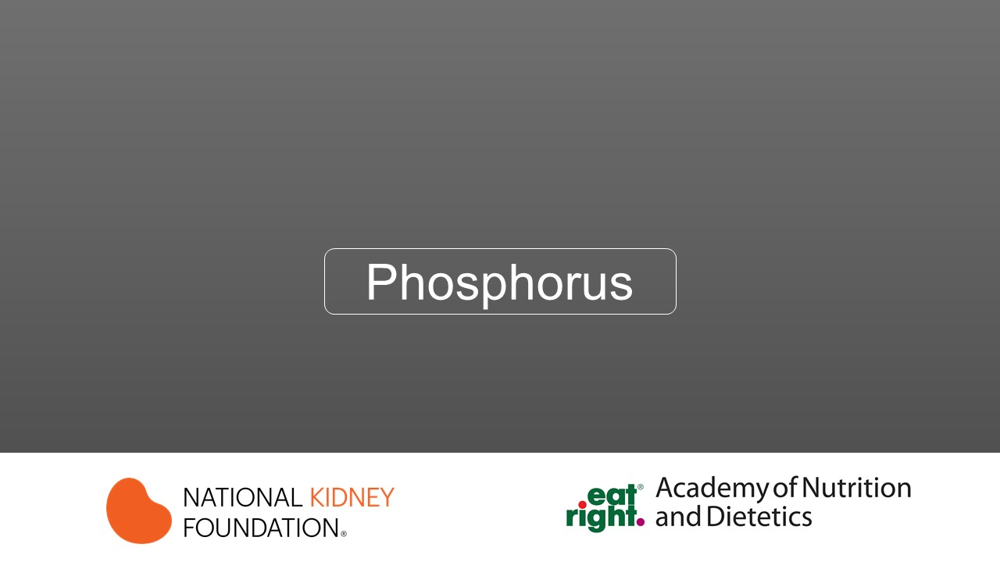 Phosphorus
NATIONAL KIDNEY
FOUNDATION®
eat®
right.
Academy of Nutrition
and Dietetics